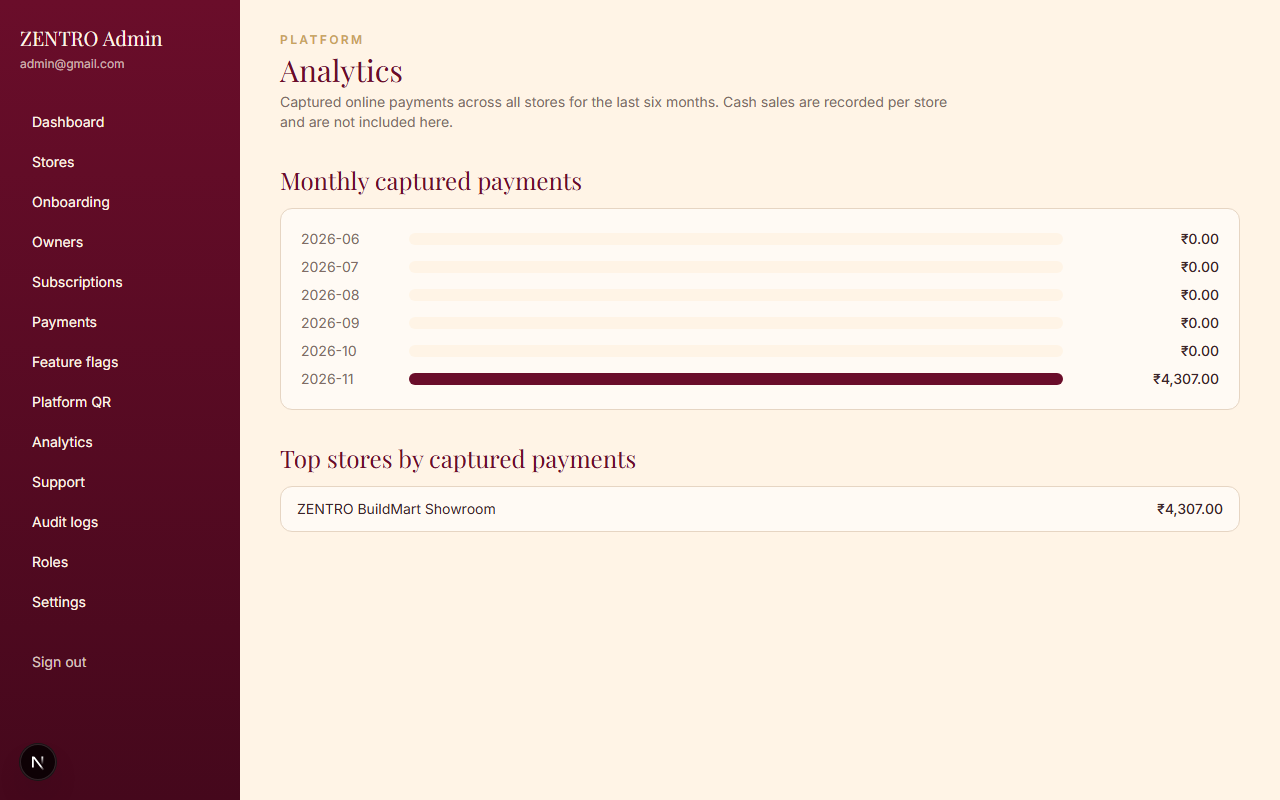 ZENTRO Admin
admin@gmail.com
Dashboard
Stores
Onboarding
Owners
Subscriptions
Payments
Feature flags
Platform QR
Analytics
Support
Audit logs
Roles
Settings
Sign out
N
PLATFORM
Analytics
Captured online payments across all stores for the last six months. Cash sales are recorded per store
and are not included here.
Monthly captured payments
2026-06 ₹0.00
2026-07 ₹0.00
2026-08 ₹0.00
2026-09 ₹0.00
2026-10 ₹0.00
2026-11 ₹4,307.00
Top stores by captured payments
ZENTRO BuildMart Showroom ₹4,307.00